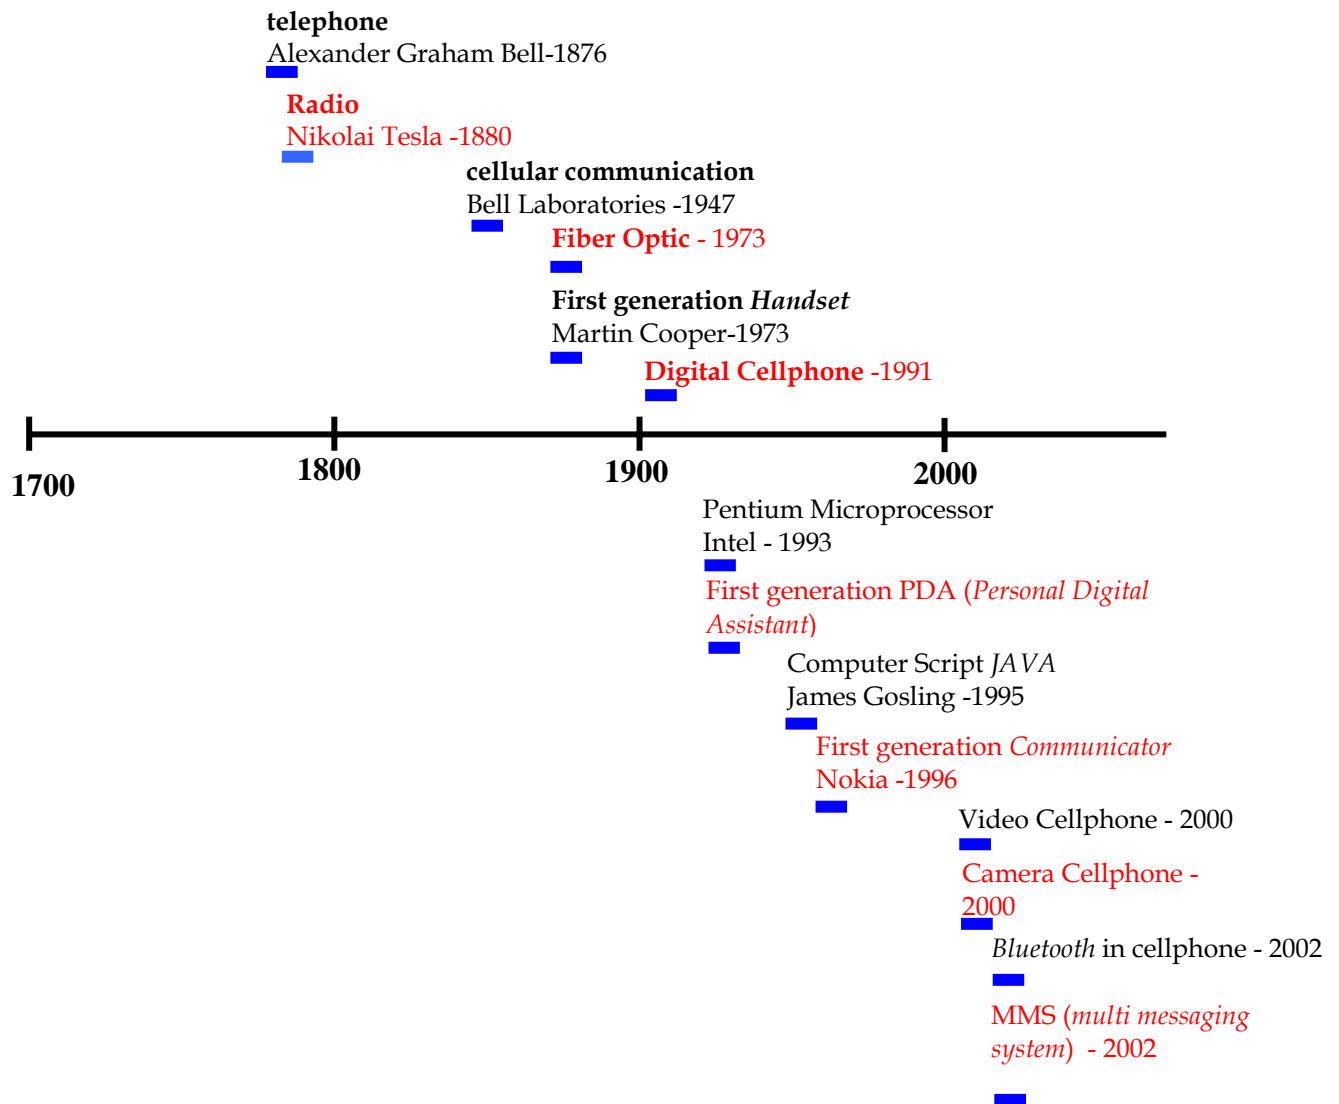 telephone
Alexander Graham Bell-1876
Radio
Nikolai Tesla -1880
cellular communication
Bell Laboratories -1947
Fiber Optic - 1973
First generation Handset
Martin Cooper-1973
Digital Cellphone -1991
1700 1800 1900 2000
Pentium Microprocessor
Intel - 1993
First generation PDA (Personal Digital
Assistant)
Computer Script JAVA
James Gosling -1995
First generation Communicator
Nokia -1996
Video Cellphone - 2000
Camera Cellphone -
2000
Bluetooth in cellphone - 2002
MMS (multi messaging
system) - 2002